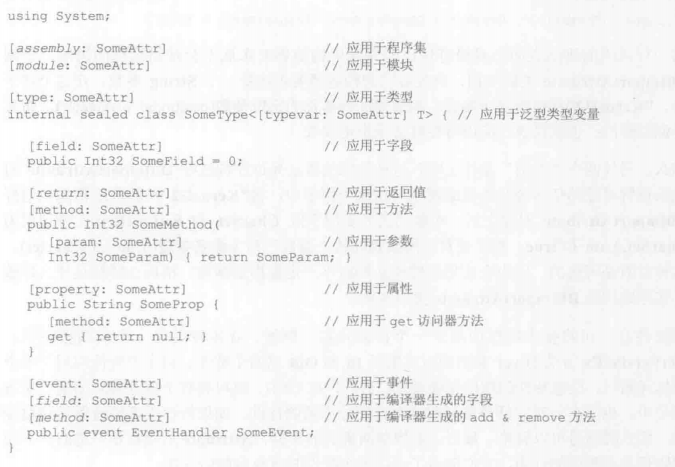 using System;
[assembly: SomeAttr] // 应用于程序集
[module: SomeAttr] // 应用于模块
[type: SomeAttr] // 应用于类型
internal sealed class SomeType<[typevar: SomeAttr] T> { // 应用于泛型类型变量
[field: SomeAttr] // 应用于字段
public Int32 SomeField = 0;
[return: SomeAttr] // 应用于返回值
[method: SomeAttr] // 应用于方法
public Int32 SomeMethod(
[param: SomeAttr] // 应用于参数
Int32 SomeParam) { return SomeParam; }
[property: SomeAttr] // 应用于属性
public String SomeProp {
[method: SomeAttr] // 应用于 get 访问器方法
get { return null; }
}
[event: SomeAttr] // 应用于事件
[field: SomeAttr] // 应用于编译器生成的字段
[method: SomeAttr] // 应用于编译器生成的 add & remove 方法
public event EventHandler SomeEvent;
}